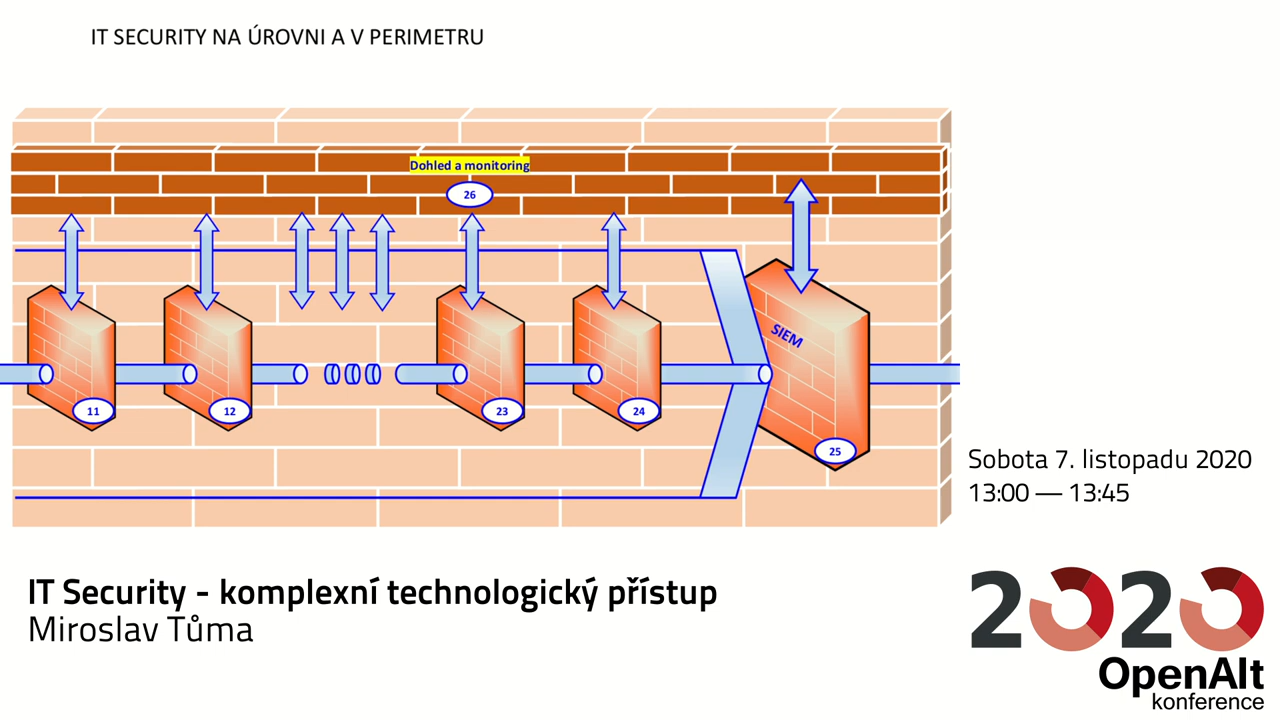 IT SECURITY NA ÚROVNI A V PERIMETRU
Dohled a monitoring
26
SIEM
11
12
23
24
25
Sobota 7. listopadu 2020
13:00 — 13:45
IT Security - komplexní technologický přístup
Miroslav Tůma
2020
OpenAlt
konference